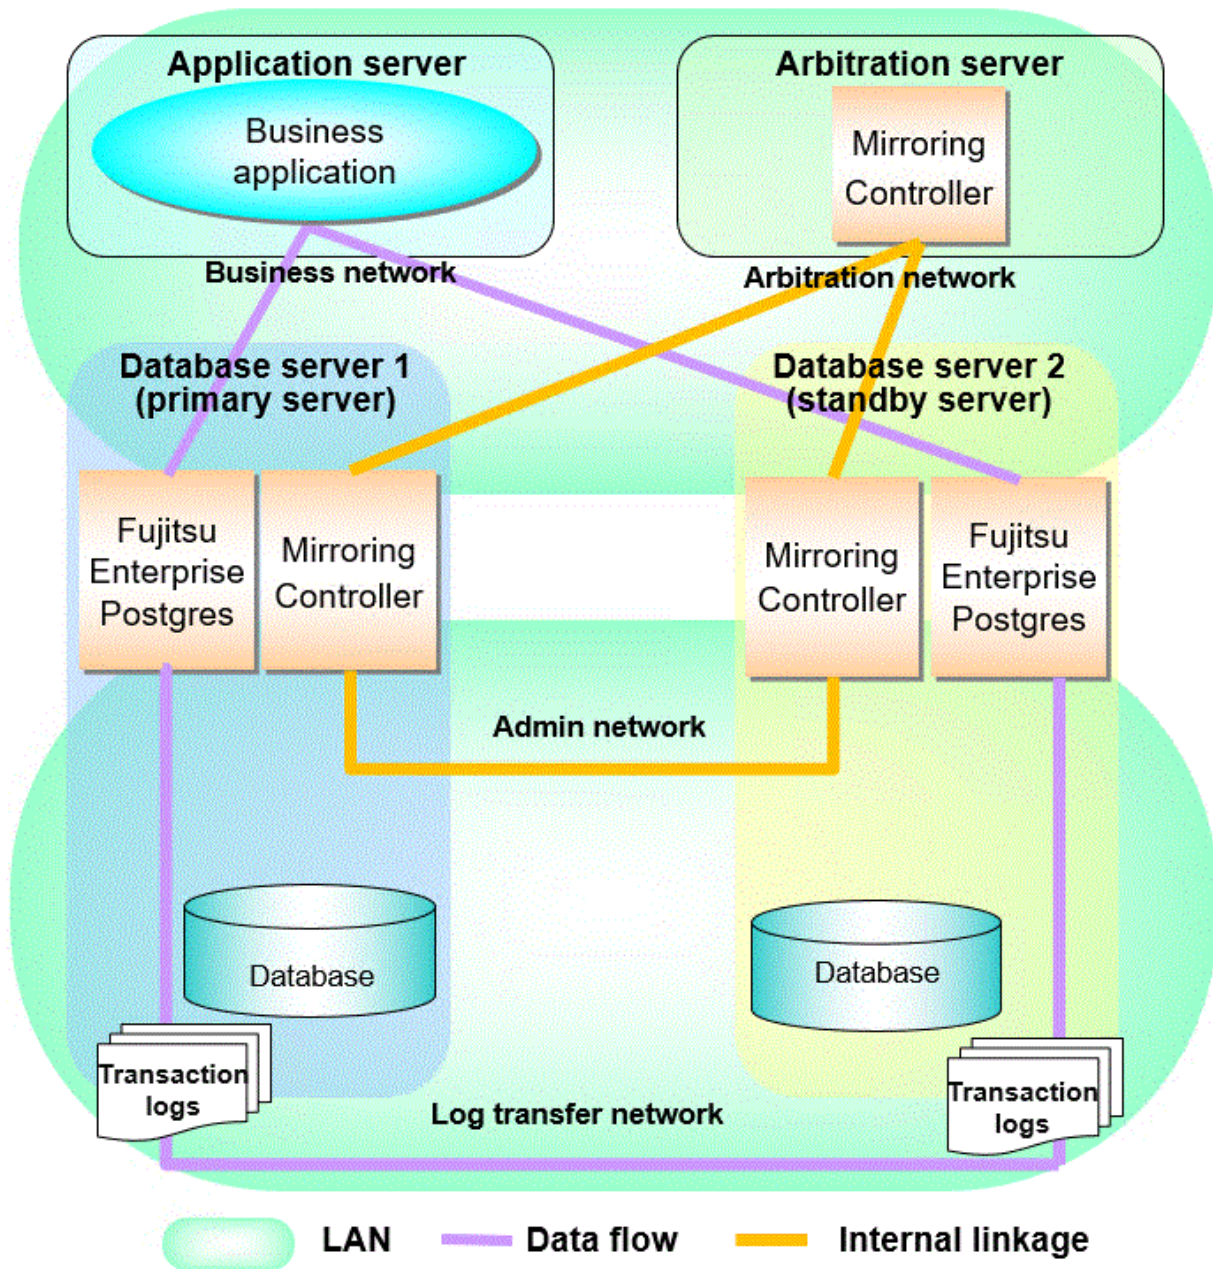 Application server
Business
application
Arbitration server
Mirroring
Controller
Business network
Arbitration network
Database server 1
(primary server)
Database server 2
(standby server)
Fujitsu
Enterprise
Postgres
Mirroring
Controller
Mirroring
Controller
Fujitsu
Enterprise
Postgres
Admin network
Database
Database
Transaction
logs
Log transfer network
Transaction
logs
LAN
Data flow
Internal linkage